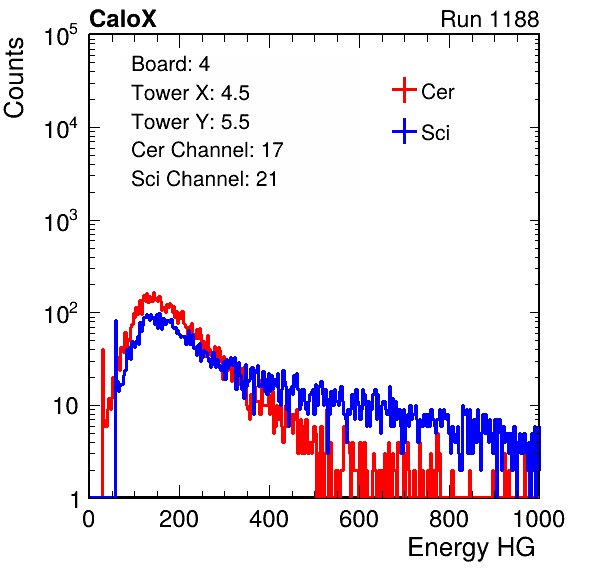 CaloX Run 1188
Counts
Board: 4
Tower X: 4.5
Tower Y: 5.5
Cer Channel: 17
Sci Channel: 21
Cer
Sci
10^5
10^4
10^3
10^2
10
1
0 200 400 600 800 1000
Energy HG